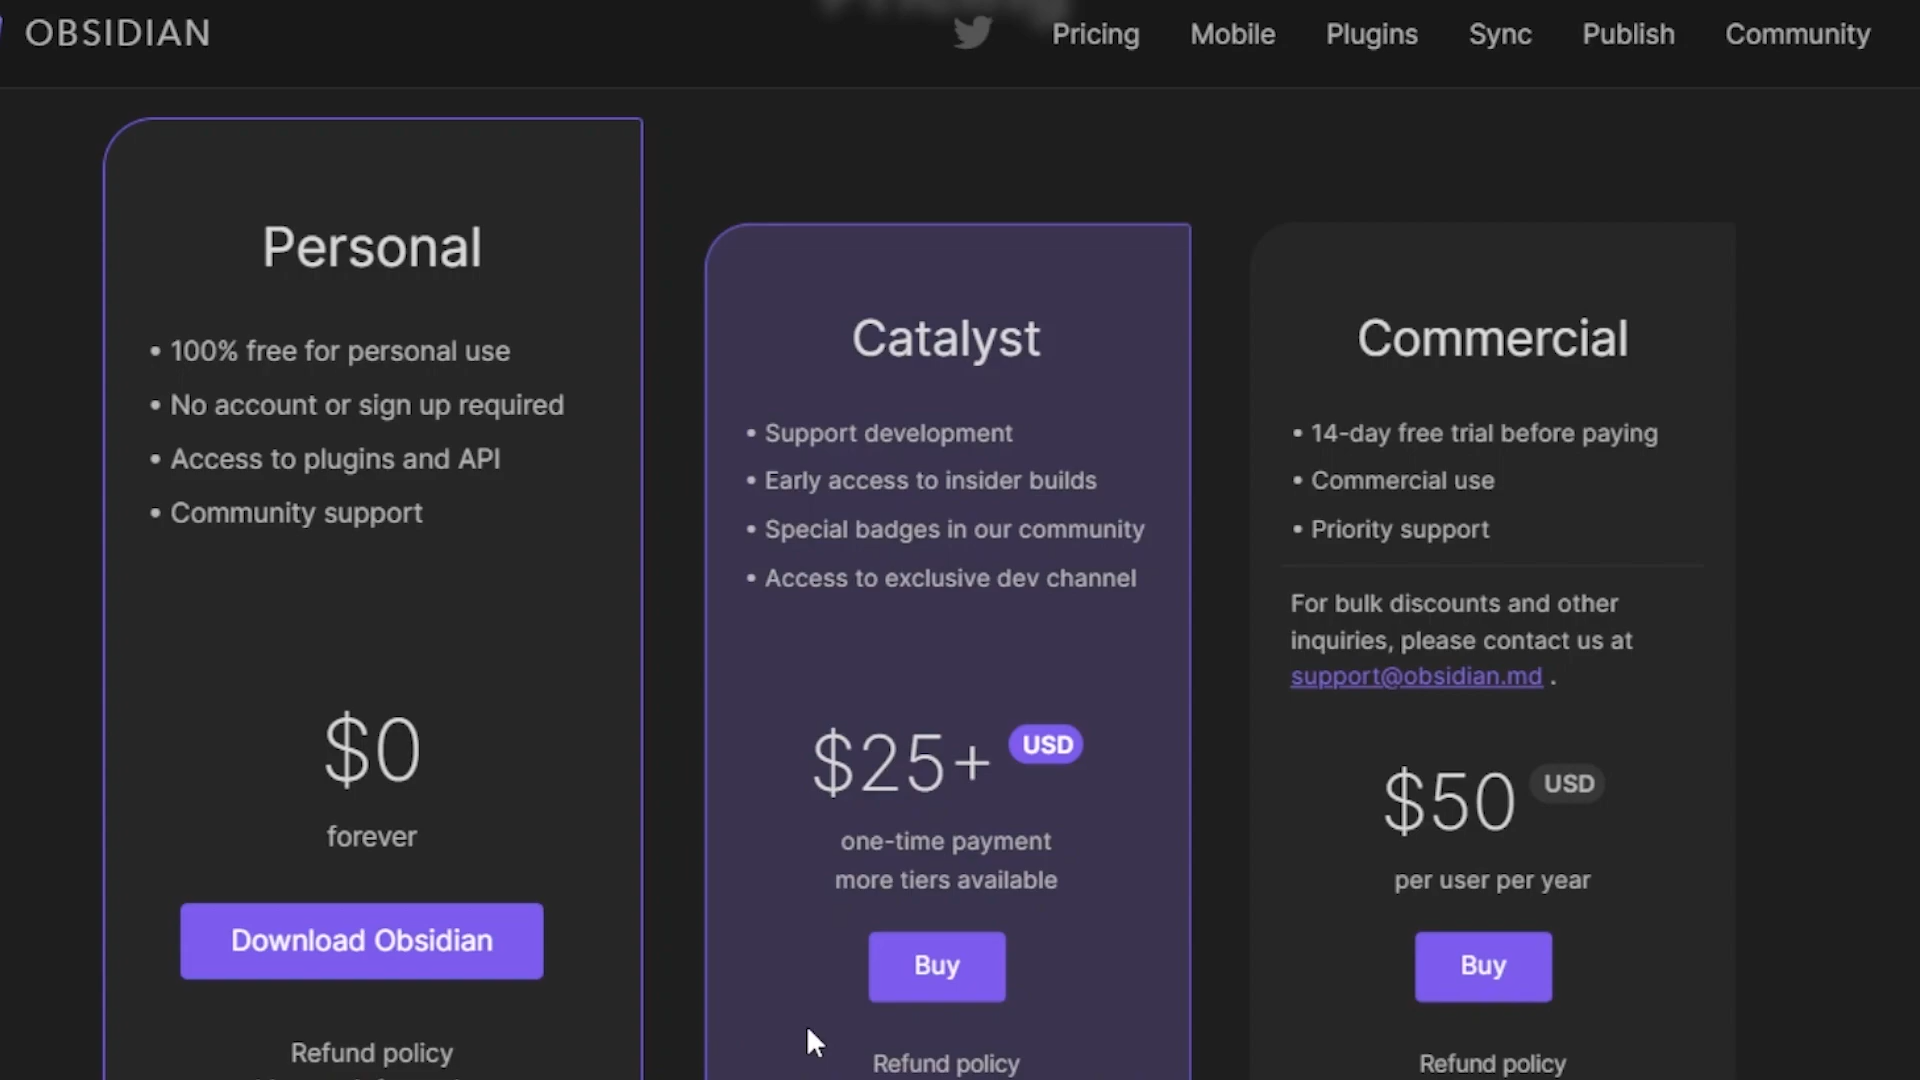 OBSIDIAN
Pricing
Mobile
Plugins
Sync
Publish
Community
Personal
• 100% free for personal use
• No account or sign up required
• Access to plugins and API
• Community support
$0
forever
Download Obsidian
Refund policy
Catalyst
• Support development
• Early access to insider builds
• Special badges in our community
• Access to exclusive dev channel
$25+ USD
one-time payment
more tiers available
Buy
Refund policy
Commercial
• 14-day free trial before paying
• Commercial use
• Priority support
For bulk discounts and other
inquiries, please contact us at
support@obsidian.md .
$50 USD
per user per year
Buy
Refund policy